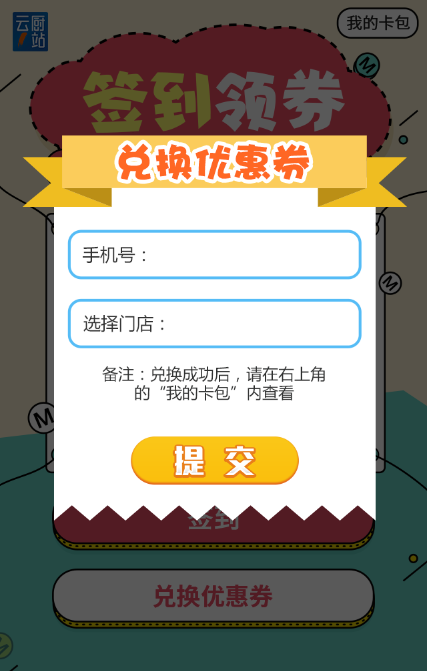 云厨
1站
我的卡包
签到领券
兑换优惠券
手机号：
选择门店：
备注：兑换成功后，请在右上角
的“我的卡包”内查看
提 交
签到
兑换优惠券
M
M
M
M